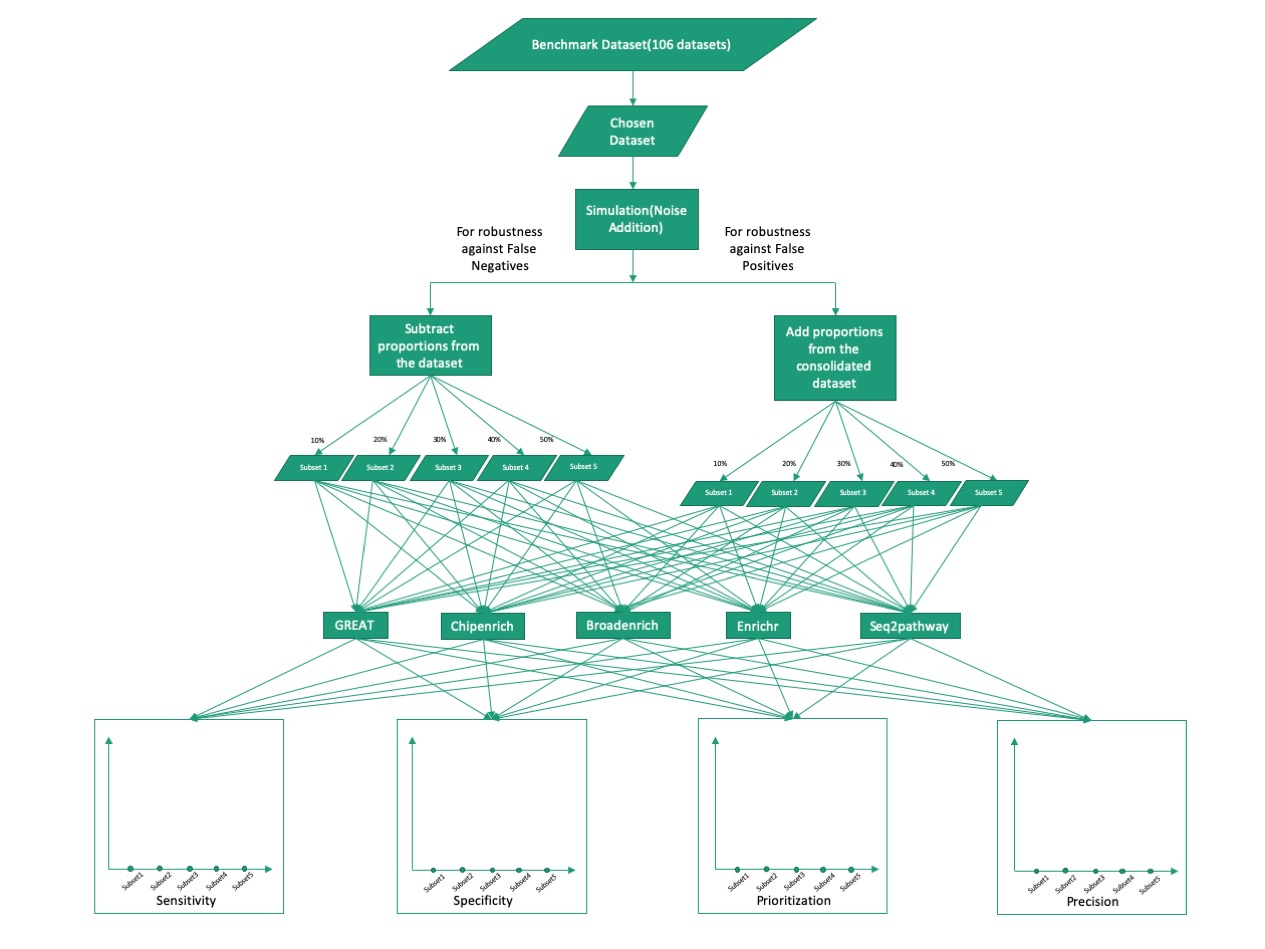 Benchmark Dataset(106 datasets)
Chosen
Dataset
Simulation(Noise
Addition)
For robustness
against False
Negatives
For robustness
against False
Positives
Subtract
proportions from
the dataset
Add proportions
from the
consolidated
dataset
10%
20%
30%
40%
50%
Subset 1
Subset 2
Subset 3
Subset 4
Subset 5
10%
20%
30%
40%
50%
Subset 1
Subset 2
Subset 3
Subset 4
Subset 5
GREAT
Chipenrich
Broadenrich
Enrichr
Seq2pathway
Subset1
Subset2
Subset3
Subset4
Subset5
Sensitivity
Subset1
Subset2
Subset3
Subset4
Subset5
Specificity
Subset1
Subset2
Subset3
Subset4
Subset5
Prioritization
Subset1
Subset2
Subset3
Subset4
Subset5
Precision